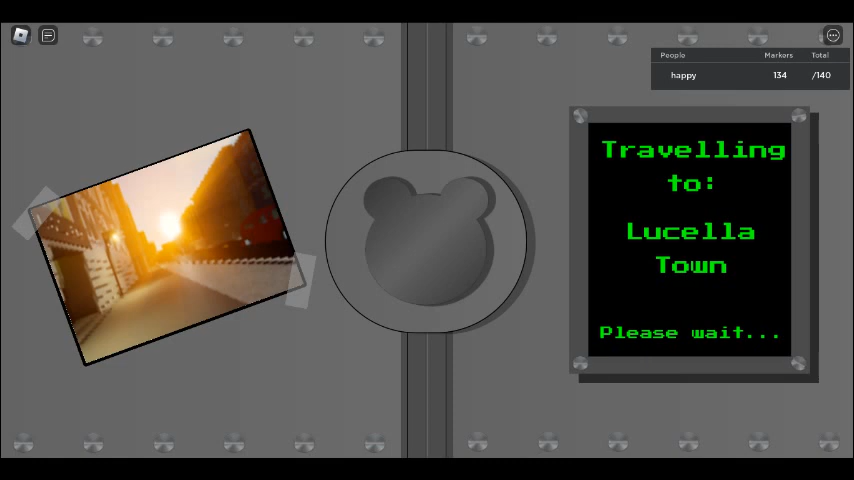 People Markers Total
happy 134 /140
Travelling
to:
Lucella
Town
Please wait...